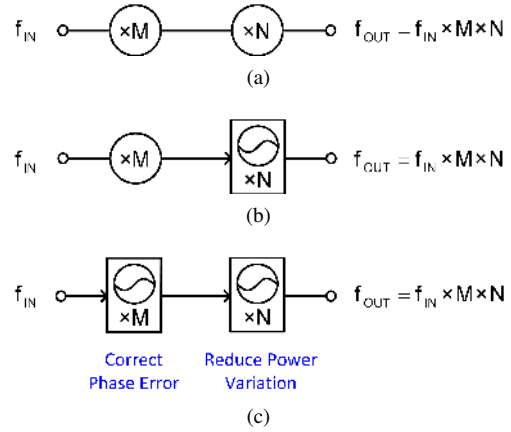 f_IN ×M ×N f_OUT = f_IN ×M×N
(a)
f_IN ×M ×N f_OUT = f_IN ×M×N
(b)
f_IN ×M ×N f_OUT = f_IN ×M×N
Correct Reduce Power
Phase Error Variation
(c)